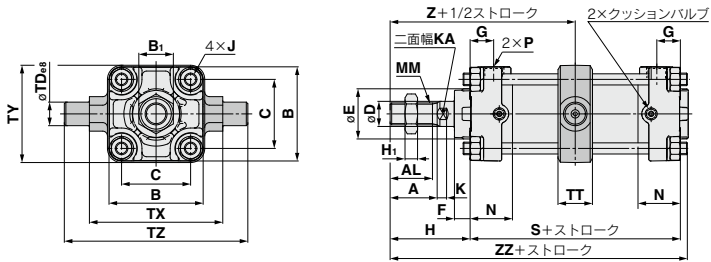 B1
4×J
øTDe8
TY
C
B
C
B
TX
TZ
Z+1/2ストローク
2×クッションバルブ
二面幅KA
G
2×P
G
MM
øE
øD
H1
AL
A
K
F
N
TT
N
H
S+ストローク
ZZ+ストローク